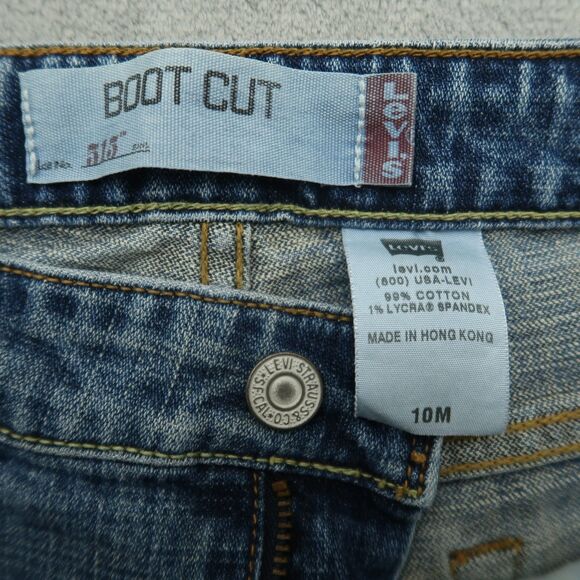 BOOT CUT
515™
LEVI'S
LEVI'S
levi.com
(800) USA-LEVI
99% COTTON
1% LYCRA® SPANDEX
MADE IN HONG KONG
10M
LEVI STRAUSS & CO.
S.F. CAL.